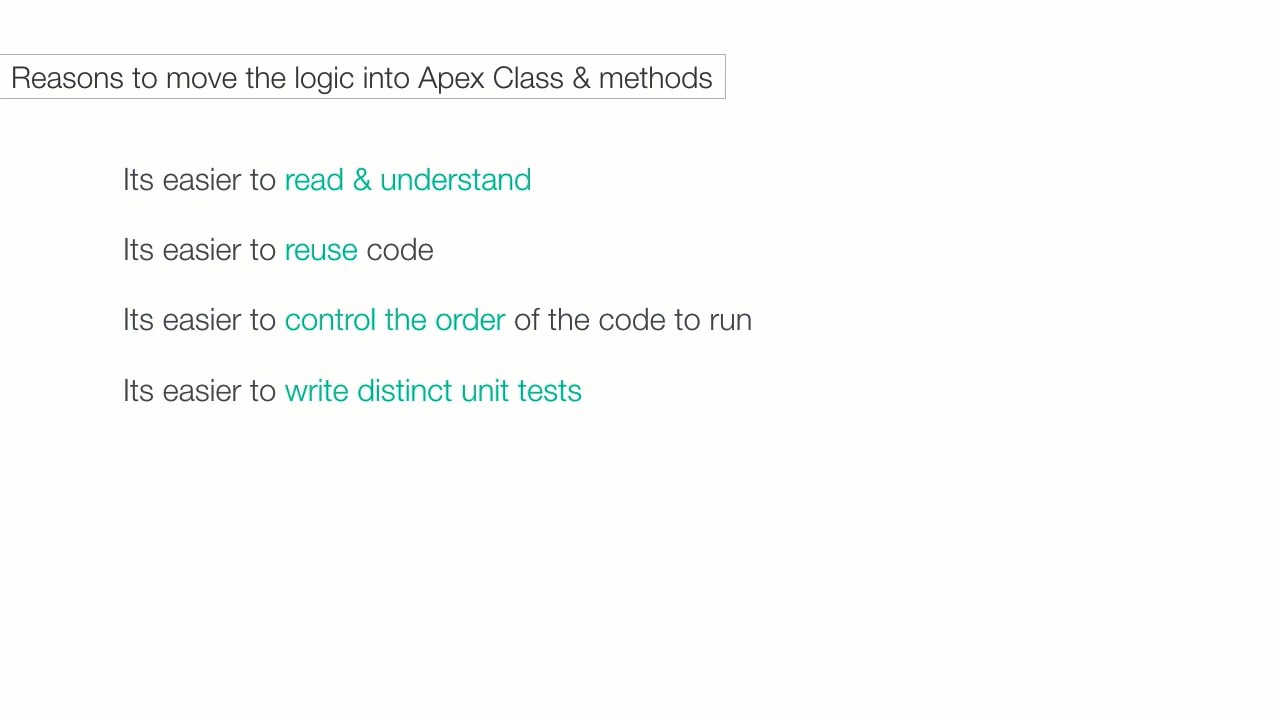 Reasons to move the logic into Apex Class & methods
Its easier to read & understand
Its easier to reuse code
Its easier to control the order of the code to run
Its easier to write distinct unit tests